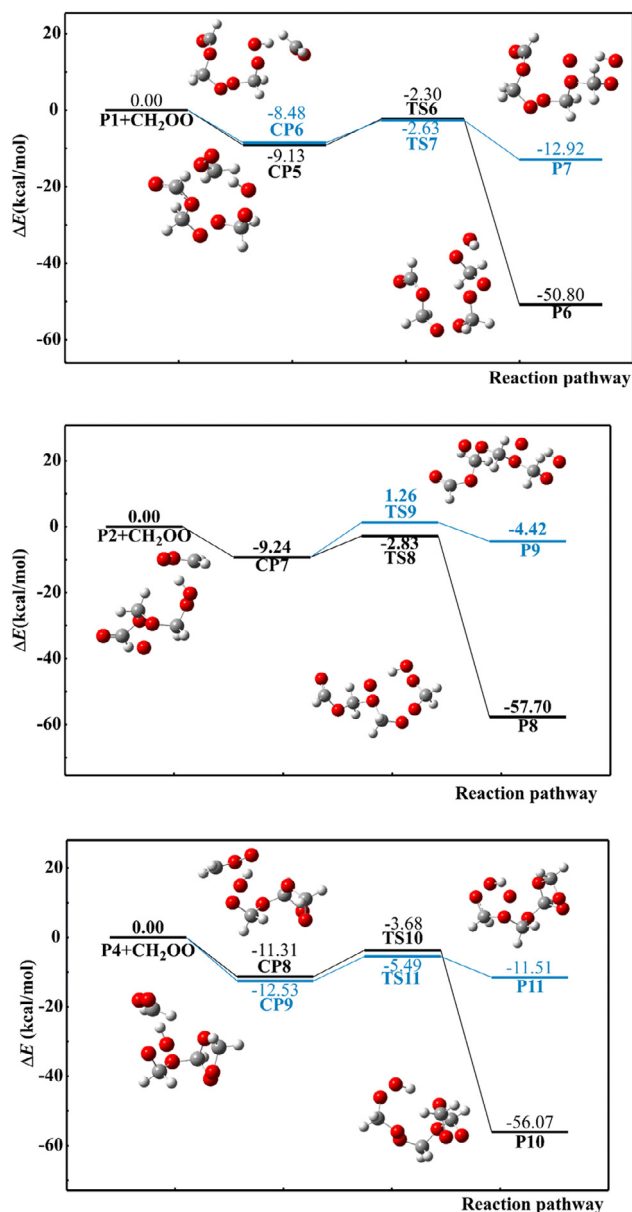 20
0
-20
-40
-60
ΔE(kcal/mol)
0.00
P1+CH₂OO
-8.48
CP6
-9.13
CP5
-2.30
TS6
-2.63
TS7
-12.92
P7
-50.80
P6
Reaction pathway
20
0
-20
-40
-60
ΔE(kcal/mol)
0.00
P2+CH₂OO
-9.24
CP7
1.26
TS9
-2.83
TS8
-4.42
P9
-57.70
P8
Reaction pathway
20
0
-20
-40
-60
ΔE (kcal/mol)
0.00
P4+CH₂OO
-11.31
CP8
-12.53
CP9
-3.68
TS10
-5.49
TS11
-11.51
P11
-56.07
P10
Reaction pathway